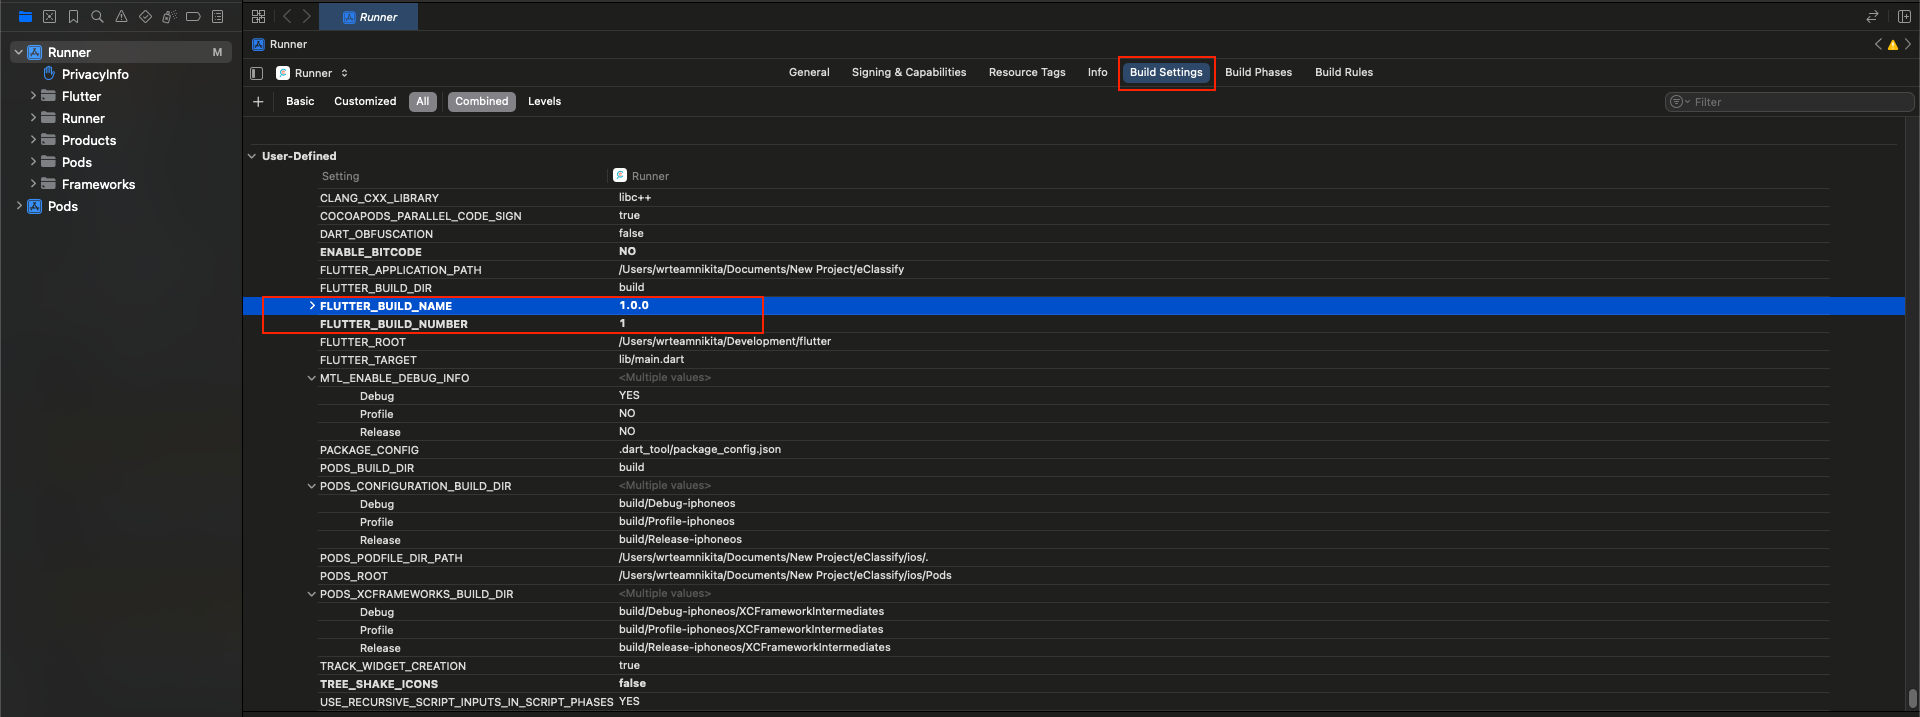 Runner
Runner M
PrivacyInfo
Flutter
Runner
Products
Pods
Frameworks
Pods
Runner
Runner General Signing & Capabilities Resource Tags Info Build Settings Build Phases Build Rules
Basic Customized All Combined Levels Filter
User-Defined
Setting Runner
CLANG_CXX_LIBRARY libc++
COCOAPODS_PARALLEL_CODE_SIGN true
DART_OBFUSCATION false
ENABLE_BITCODE NO
FLUTTER_APPLICATION_PATH /Users/wrteamnikita/Documents/New Project/eClassify
FLUTTER_BUILD_DIR build
FLUTTER_BUILD_NAME 1.0.0
FLUTTER_BUILD_NUMBER 1
FLUTTER_ROOT /Users/wrteamnikita/Development/flutter
FLUTTER_TARGET lib/main.dart
MTL_ENABLE_DEBUG_INFO <Multiple values>
Debug YES
Profile NO
Release NO
PACKAGE_CONFIG .dart_tool/package_config.json
PODS_BUILD_DIR build
PODS_CONFIGURATION_BUILD_DIR <Multiple values>
Debug build/Debug-iphoneos
Profile build/Profile-iphoneos
Release build/Release-iphoneos
PODS_PODFILE_DIR_PATH /Users/wrteamnikita/Documents/New Project/eClassify/ios/.
PODS_ROOT /Users/wrteamnikita/Documents/New Project/eClassify/ios/Pods
PODS_XCFRAMEWORKS_BUILD_DIR <Multiple values>
Debug build/Debug-iphoneos/XCFrameworkIntermediates
Profile build/Profile-iphoneos/XCFrameworkIntermediates
Release build/Release-iphoneos/XCFrameworkIntermediates
TRACK_WIDGET_CREATION true
TREE_SHAKE_ICONS false
USE_RECURSIVE_SCRIPT_INPUTS_IN_SCRIPT_PHASES YES